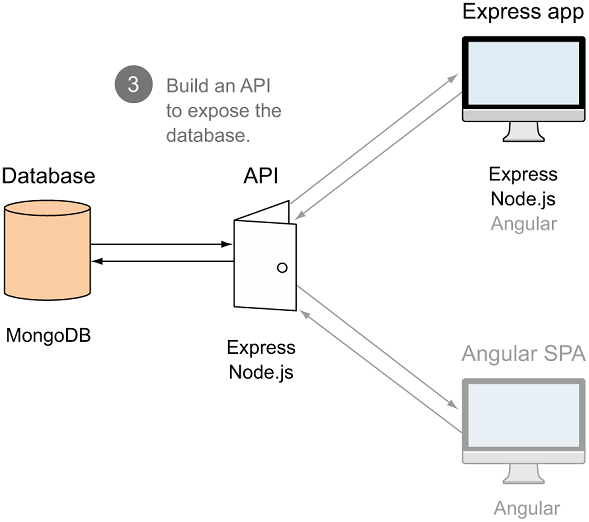 Express app
3
Build an API
to expose the
database.
Database
API
Express
Node.js
Angular
MongoDB
Express
Node.js
Angular SPA
Angular